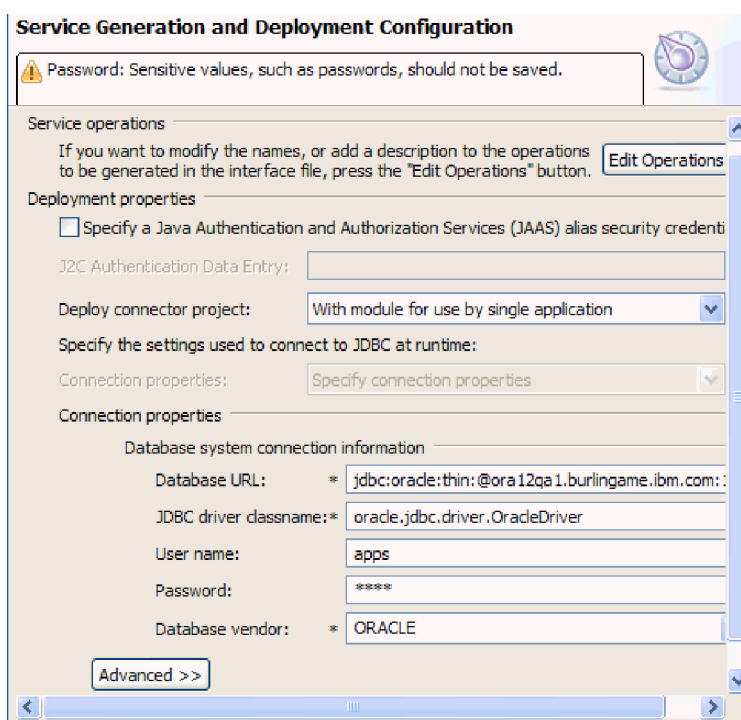 Service Generation and Deployment Configuration
Password: Sensitive values, such as passwords, should not be saved.
Service operations
If you want to modify the names, or add a description to the operations
to be generated in the interface file, press the "Edit Operations" button.
Edit Operations
Deployment properties
Specify a Java Authentication and Authorization Services (JAAS) alias security credenti
J2C Authentication Data Entry:
Deploy connector project: With module for use by single application
Specify the settings used to connect to JDBC at runtime:
Connection properties: Specify connection properties
Connection properties
Database system connection information
Database URL: * jdbc:oracle:thin:@ora12qa1.burlingame.ibm.com:
JDBC driver classname:* oracle.jdbc.driver.OracleDriver
User name: apps
Password: ****
Database vendor: * ORACLE
Advanced >>